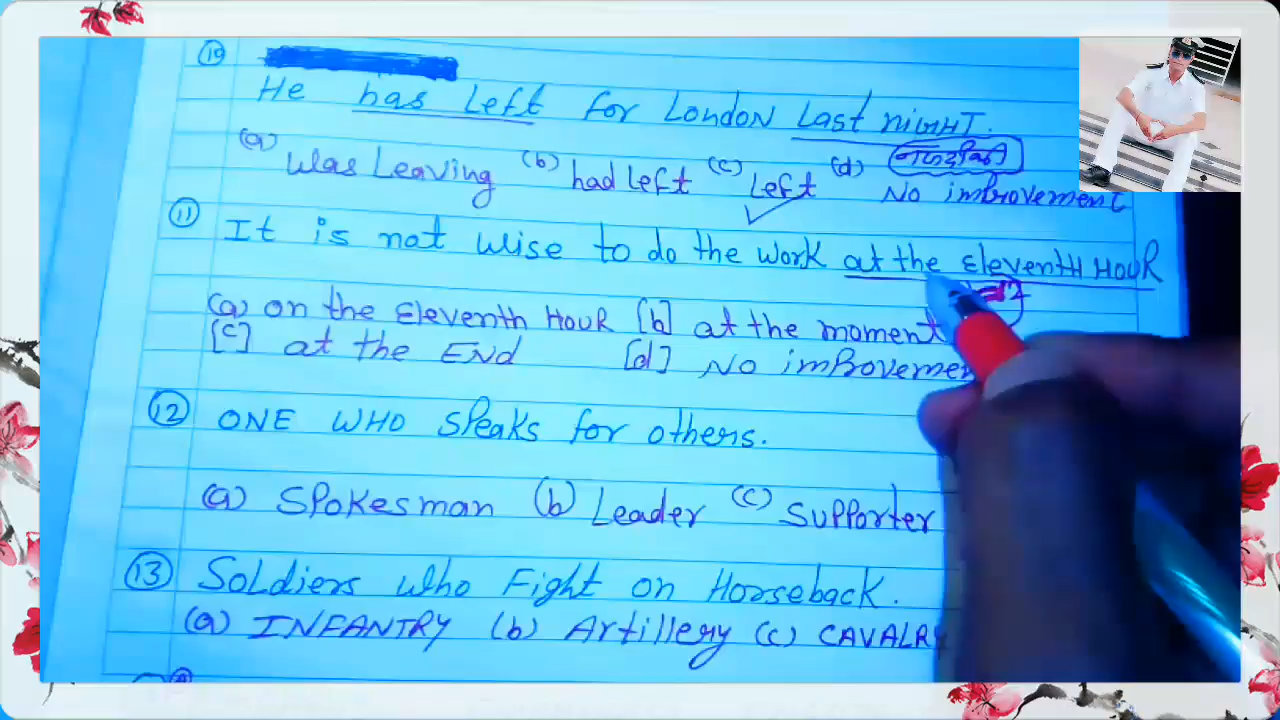 10
He has Left for London Last niGHT.
(a) was Leaving (b) had Left (c) Left (d) No improvement
11 It is not wise to do the work at the Eleventh HouR
(a) on the Eleventh HouR [b] at the moment
[c] at the END [d] No impRovemen
12 ONE WHO Speaks for others.
(a) Spokesman (b) Leader (c) Supporter
13 Soldiers who Fight on Horseback.
(a) INFANTRY (b) Artillery (c) CAVALRY